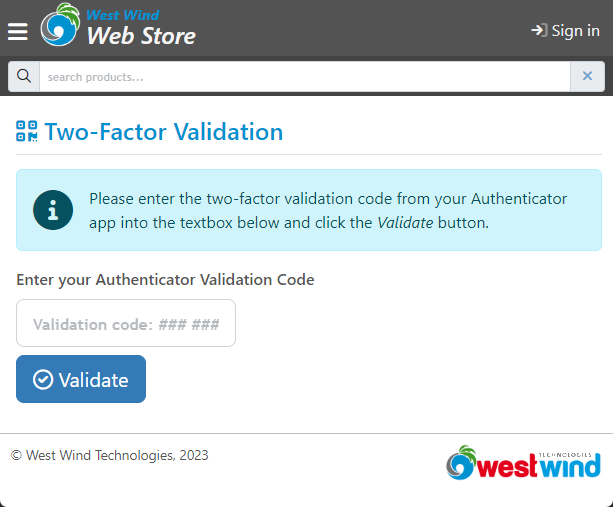 West Wind
Web Store
Sign in
search products...
Two-Factor Validation
Please enter the two-factor validation code from your Authenticator
app into the textbox below and click the Validate button.
Enter your Authenticator Validation Code
Validation code: ### ###
Validate
© West Wind Technologies, 2023
TECHNOLOGIES
westwind